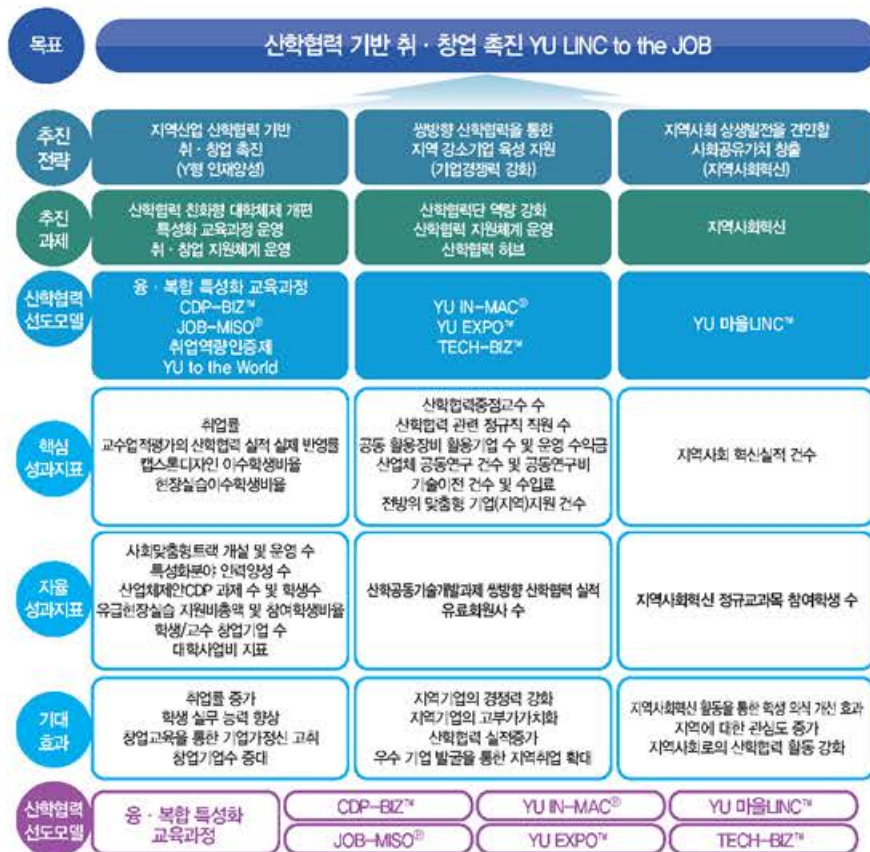 목표
산학협력 기반 취 · 창업 촉진 YU LINC to the JOB
추진
전략
지역산업 산학협력 기반
취 · 창업 촉진
(Y형 인재양성)
쌍방향 산학협력을 통한
지역 강소기업 육성 지원
(기업경쟁력 강화)
지역사회 상생발전을 견인할
사회공유가치 창출
(지역사회혁신)
추진
과제
산학협력 친화형 대학체제 개편
특성화 교육과정 운영
취 · 창업 지원체계 운영
산학협력단 역량 강화
산학협력 지원체계 운영
산학협력 허브
지역사회혁신
산학협력
선도모델
융 · 복합 특성화 교육과정
CDP-BIZ™
JOB-MISO®
취업역량인증제
YU to the World
YU IN-MAC®
YU EXPO™
TECH-BIZ™
YU 마을LINC™
핵심
성과지표
취업률
교수업적평가의 산학협력 실적 실제 반영률
캡스톤디자인 이수학생비율
현장실습이수학생비율
산학협력중점교수 수
산학협력 관련 정규직 직원 수
공동 활용장비 활용기업 수 및 운영 수익금
산업체 공동연구 건수 및 공동연구비
기술이전 건수 및 수입료
전방위 맞춤형 기업(지역)지원 건수
지역사회 혁신실적 건수
자율
성과지표
사회맞춤형트랙 개설 및 운영 수
특성화분야 인력양성 수
산업체제안CDP 과제 수 및 학생수
유급현장실습 지원비총액 및 참여학생비율
학생/교수 창업기업 수
대학사업비 지표
산학공동기술개발과제 쌍방향 산학협력 실적
유료회원사 수
지역사회혁신 정규교과목 참여학생 수
기대
효과
취업률 증가
학생 실무 능력 향상
창업교육을 통한 기업가정신 고취
창업기업수 증대
지역기업의 경쟁력 강화
지역기업의 고부가가치화
산학협력 실적증가
우수 기업 발굴을 통한 지역취업 확대
지역사회혁신 활동을 통한 학생 의식 개선 효과
지역에 대한 관심도 증가
지역사회로의 산학협력 활동 강화
산학협력
선도모델
융 · 복합 특성화
교육과정
CDP-BIZ™
YU IN-MAC®
YU 마을LINC™
JOB-MISO®
YU EXPO™
TECH-BIZ™